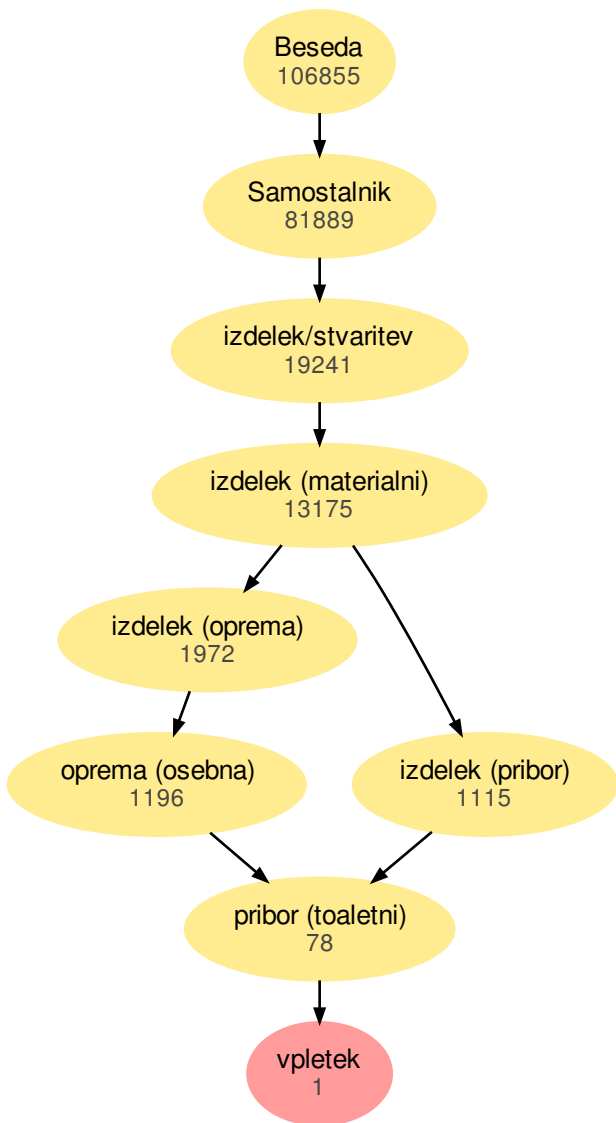 Beseda
106855
Samostalnik
81889
izdelek/stvaritev
19241
izdelek (materialni)
13175
izdelek (oprema)
1972
oprema (osebna)
1196
izdelek (pribor)
1115
pribor (toaletni)
78
vpletek
1